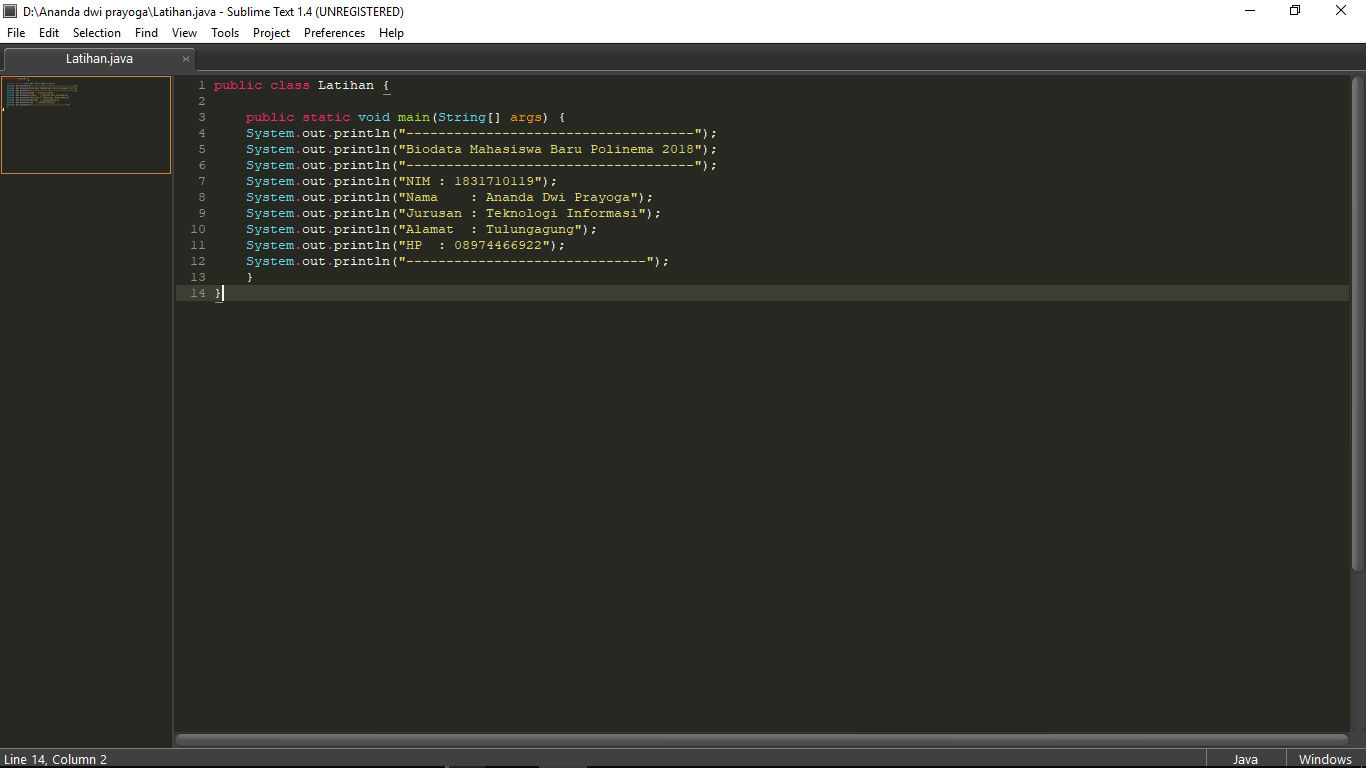 D:\Ananda dwi prayoga\Latihan.java - Sublime Text 1.4 (UNREGISTERED)
File Edit Selection Find View Tools Project Preferences Help
Latihan.java ×
1 public class Latihan {
2
3     public static void main(String[] args) {
4     System.out.println("------------------------------------");
5     System.out.println("Biodata Mahasiswa Baru Polinema 2018");
6     System.out.println("------------------------------------");
7     System.out.println("NIM : 1831710119");
8     System.out.println("Nama    : Ananda Dwi Prayoga");
9     System.out.println("Jurusan : Teknologi Informasi");
10     System.out.println("Alamat  : Tulungagung");
11     System.out.println("HP  : 08974466922");
12     System.out.println("------------------------------");
13     }
14 }
Line 14, Column 2 Java Windows